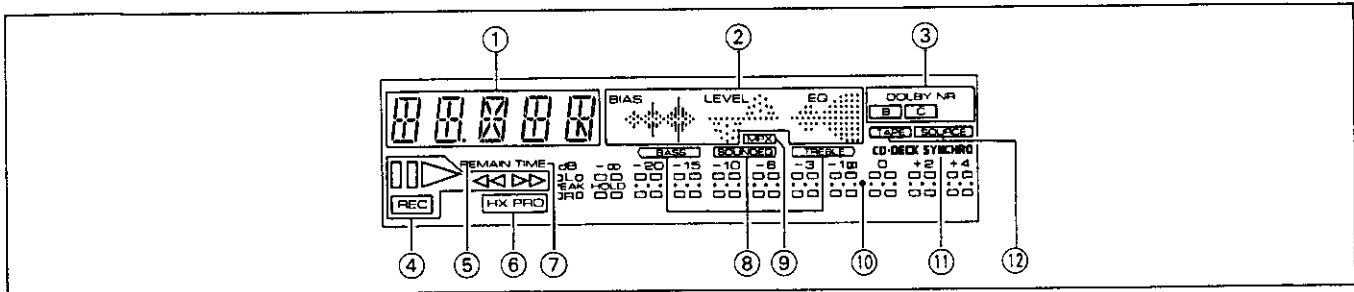 ① ② ③
BIAS LEVEL EQ DOLBY NR
B C
MPX TAPE SOURCE
BASS SOUNDEQ TREBLE CD·DECK SYNCHRO
REMAIN TIME dB -∞ -20 -15 -10 -6 -3 -1 0 +2 +4
L
PEAK HOLD
REC HX PRO R
④ ⑤ ⑥ ⑦ ⑧ ⑨ ⑩ ⑪ ⑫